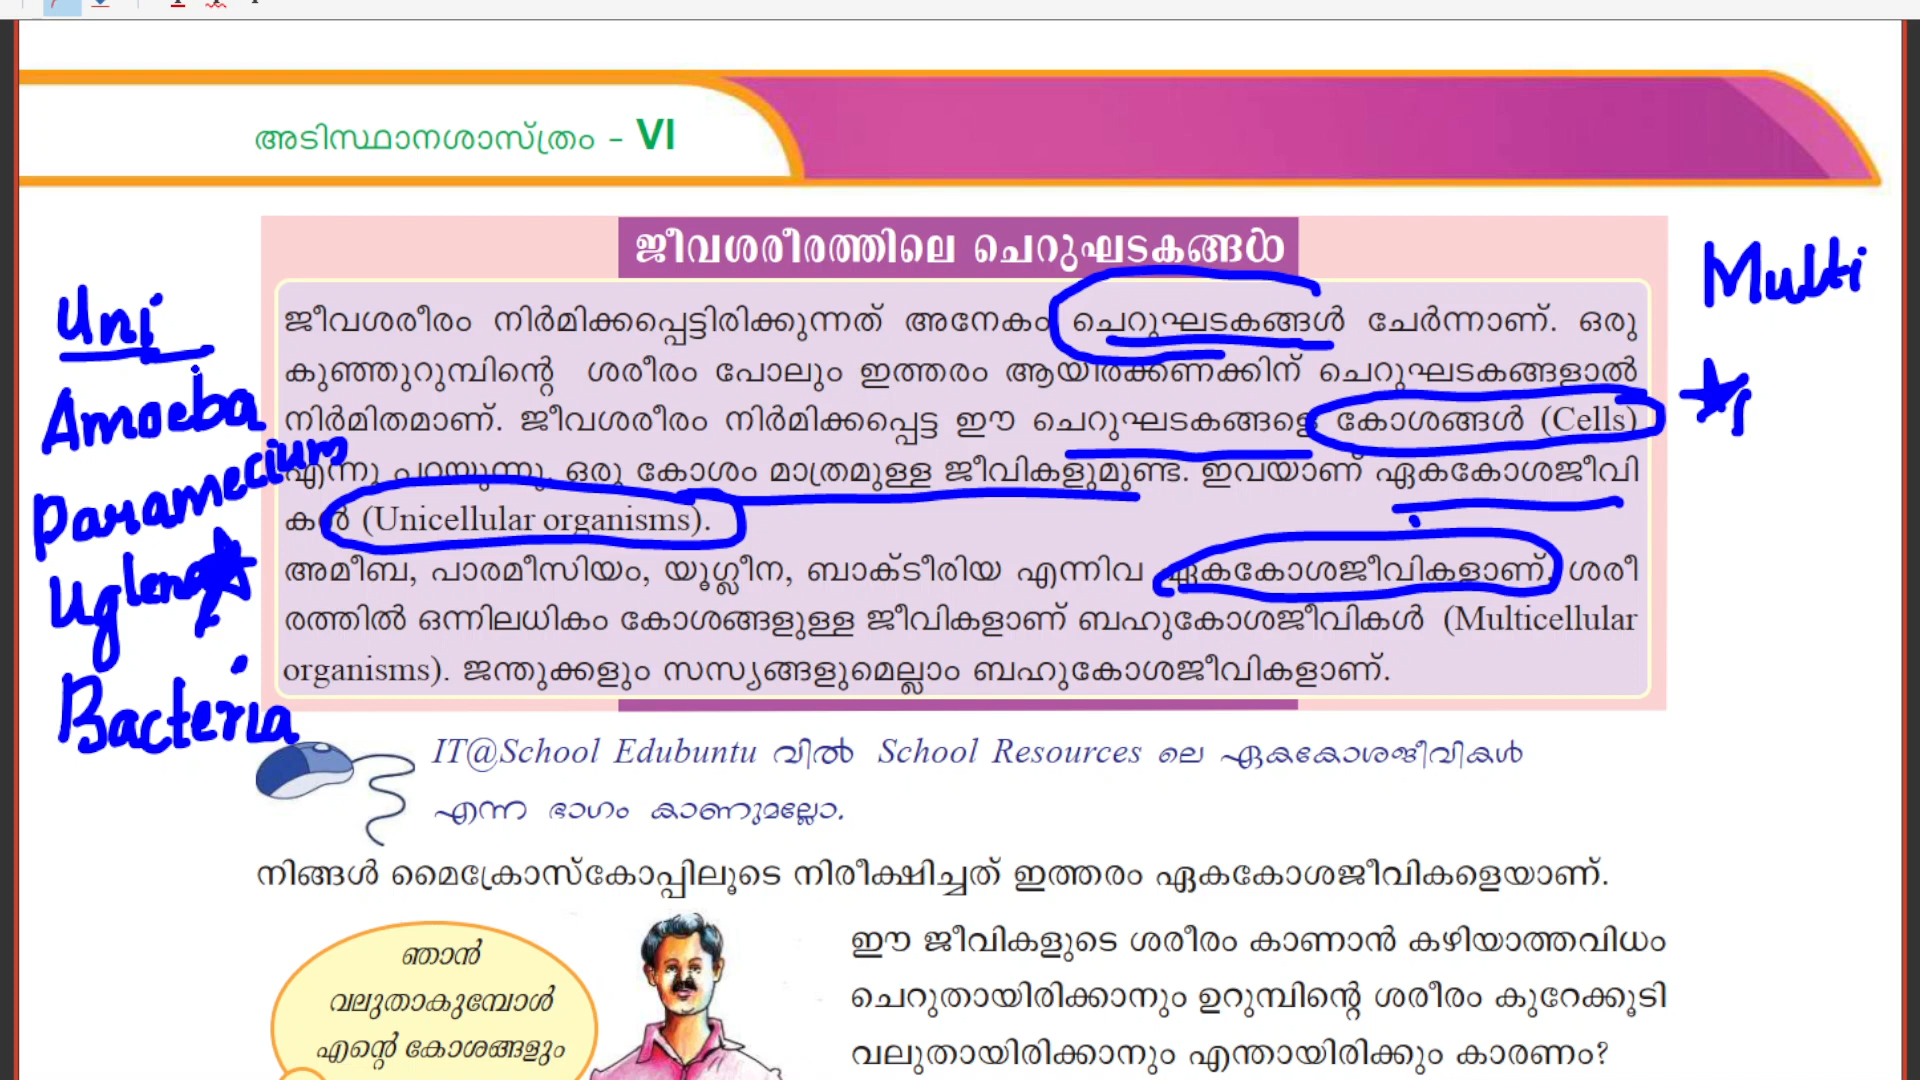 അടിസ്ഥാനശാസ്ത്രം - VI
ജീവശരീരത്തിലെ ചെറുഘടകങ്ങൾ
ജീവശരീരം നിർമിക്കപ്പെട്ടിരിക്കുന്നത് അനേകം ചെറുഘടകങ്ങൾ ചേർന്നാണ്. ഒരു
കുഞ്ഞുറുമ്പിന്റെ ശരീരം പോലും ഇത്തരം ആയിരക്കണക്കിന് ചെറുഘടകങ്ങളാൽ
നിർമിതമാണ്. ജീവശരീരം നിർമിക്കപ്പെട്ട ഈ ചെറുഘടകങ്ങളെ കോശങ്ങൾ (Cells)
എന്നു പറയുന്നു. ഒരു കോശം മാത്രമുള്ള ജീവികളുമുണ്ട്. ഇവയാണ് ഏകകോശജീവി
കൾ (Unicellular organisms).
അമീബ, പാരമീസിയം, യൂഗ്ലീന, ബാക്ടീരിയ എന്നിവ ഏകകോശജീവികളാണ്. ശരീ
രത്തിൽ ഒന്നിലധികം കോശങ്ങളുള്ള ജീവികളാണ് ബഹുകോശജീവികൾ (Multicellular
organisms). ജന്തുക്കളും സസ്യങ്ങളുമെല്ലാം ബഹുകോശജീവികളാണ്.
Uni
Amoeba
Paramecium
Uglena
Bacteria
Multi
IT@School Edubuntu വിൽ School Resources ലെ ഏകകോശജീവികൾ
എന്ന ഭാഗം കാണുമല്ലോ.
നിങ്ങൾ മൈക്രോസ്കോപ്പിലൂടെ നിരീക്ഷിച്ചത് ഇത്തരം ഏകകോശജീവികളെയാണ്.
ഞാൻ
വലുതാകുമ്പോൾ
എന്റെ കോശങ്ങളും
ഈ ജീവികളുടെ ശരീരം കാണാൻ കഴിയാത്തവിധം
ചെറുതായിരിക്കാനും ഉറുമ്പിന്റെ ശരീരം കുറേക്കൂടി
വലുതായിരിക്കാനും എന്തായിരിക്കും കാരണം?